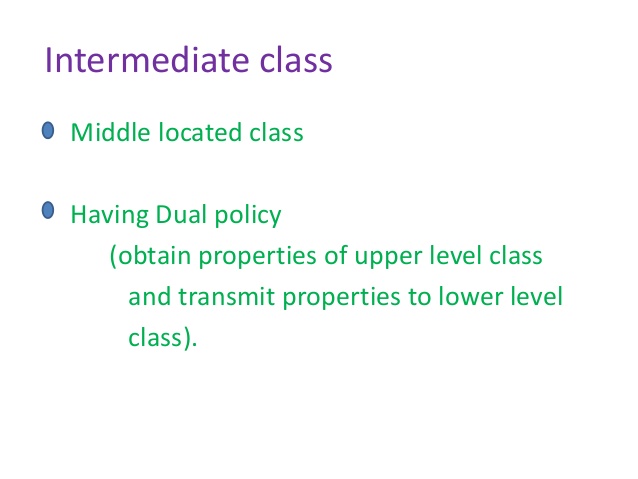 Intermediate class
Middle located class
Having Dual policy
(obtain properties of upper level class
and transmit properties to lower level
class).